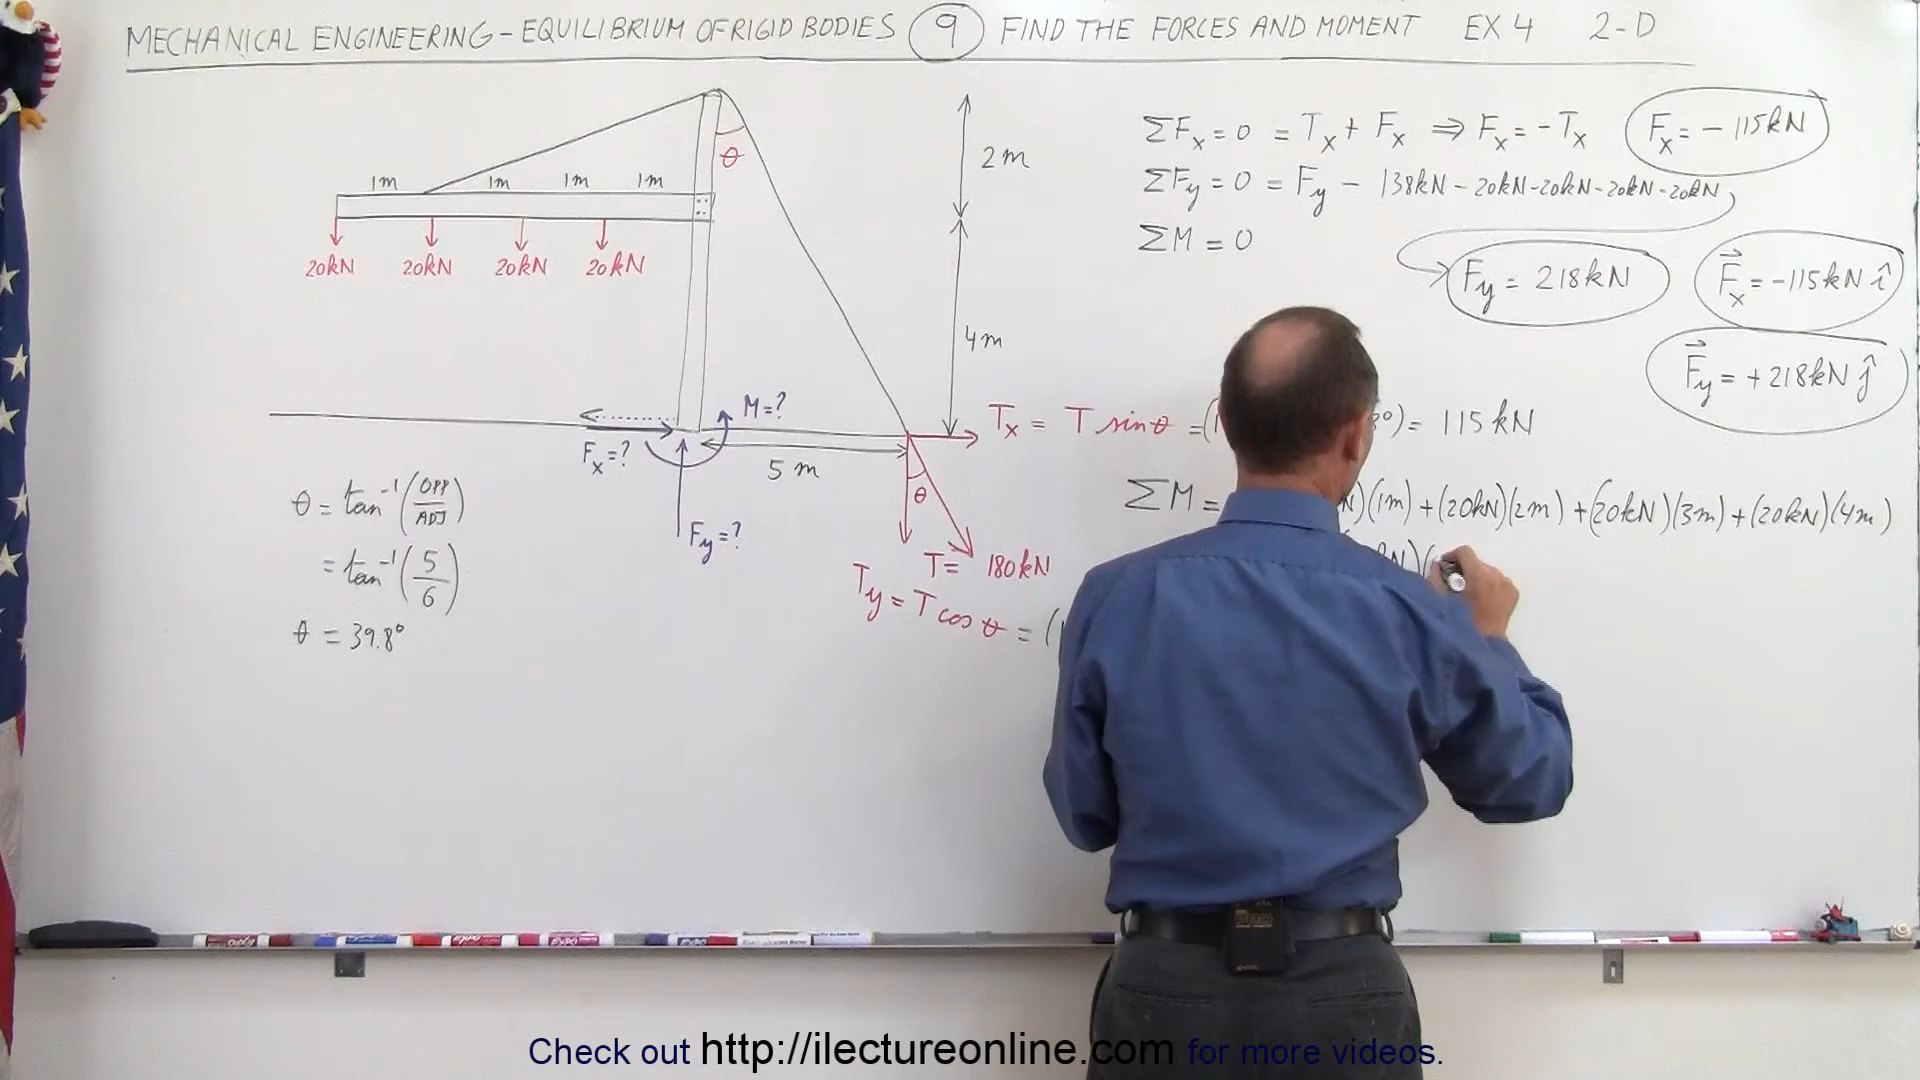 MECHANICAL ENGINEERING - EQUILIBRIUM OF RIGID BODIES 9 FIND THE FORCES AND MOMENT EX 4 2-D
ΣFx = 0 = Tx + Fx ⇒ Fx = -Tx Fx = - 115kN
ΣFy = 0 = Fy - 138kN - 20kN - 20kN - 20kN - 20kN
ΣM = 0
Fy = 218kN
F⃗x = -115kN î
F⃗y = +218kN ĵ
θ
2m
1m 1m 1m 1m
20kN 20kN 20kN 20kN
4m
M=?
Fx=?
5 m
Fy=?
Tx = T sinθ = ( 8°) = 115 kN
θ
T= 180kN
Ty = T cos θ = (
ΣM = N)(1m) + (20kN)(2m) + (20kN)(3m) + (20kN)(4m)
kN)(
θ = tan⁻¹(OPP/ADJ)
= tan⁻¹(5/6)
θ = 39.8°
EXPO
Check out http://ilectureonline.com for more videos.